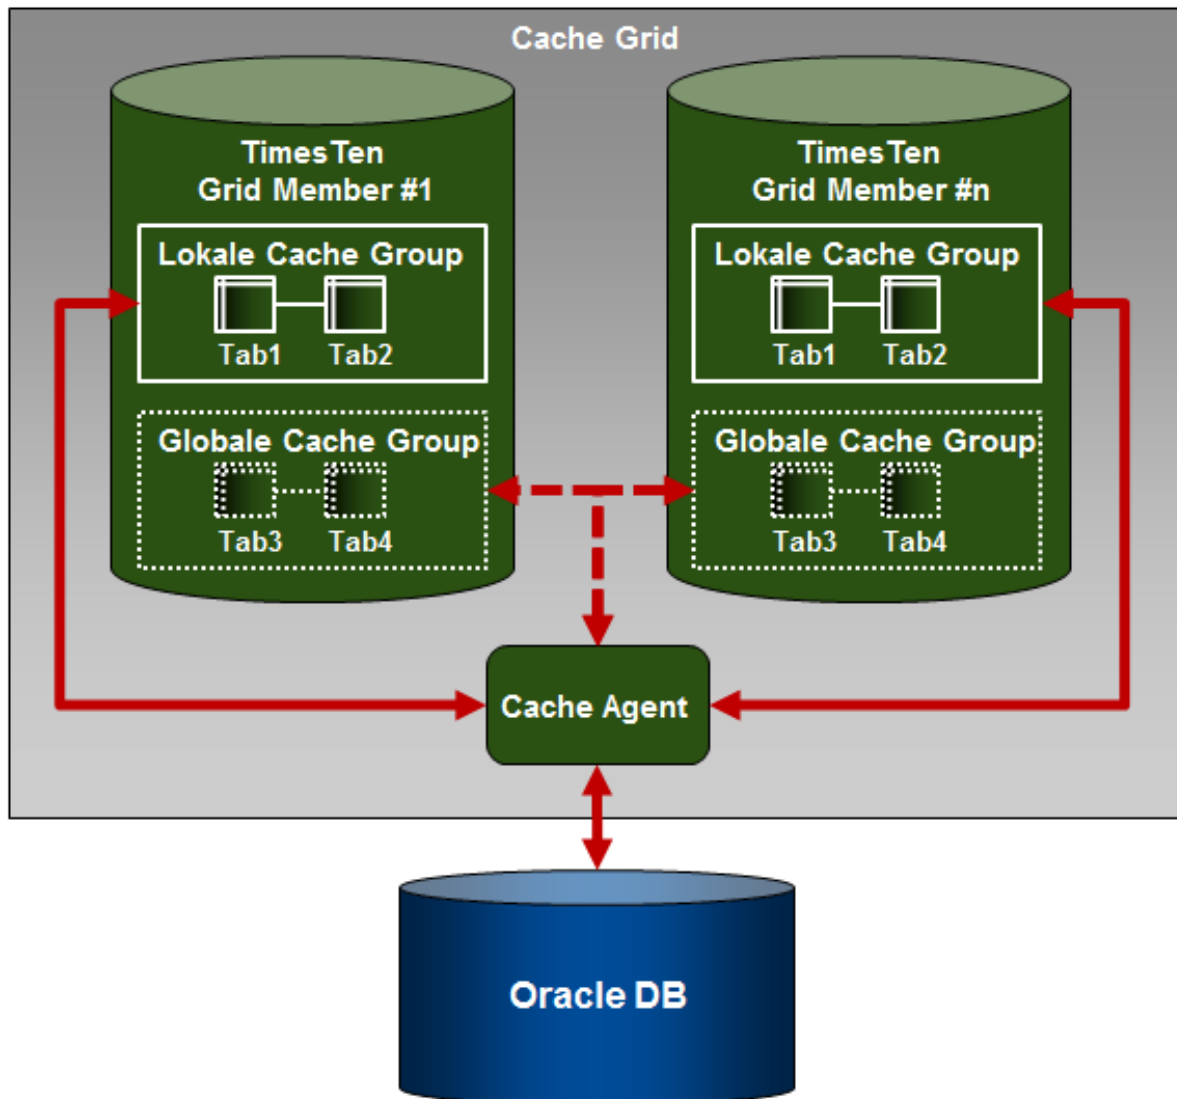 Cache Grid
TimesTen
Grid Member #1
Lokale Cache Group
Tab1 Tab2
Globale Cache Group
Tab3 Tab4
TimesTen
Grid Member #n
Lokale Cache Group
Tab1 Tab2
Globale Cache Group
Tab3 Tab4
Cache Agent
Oracle DB